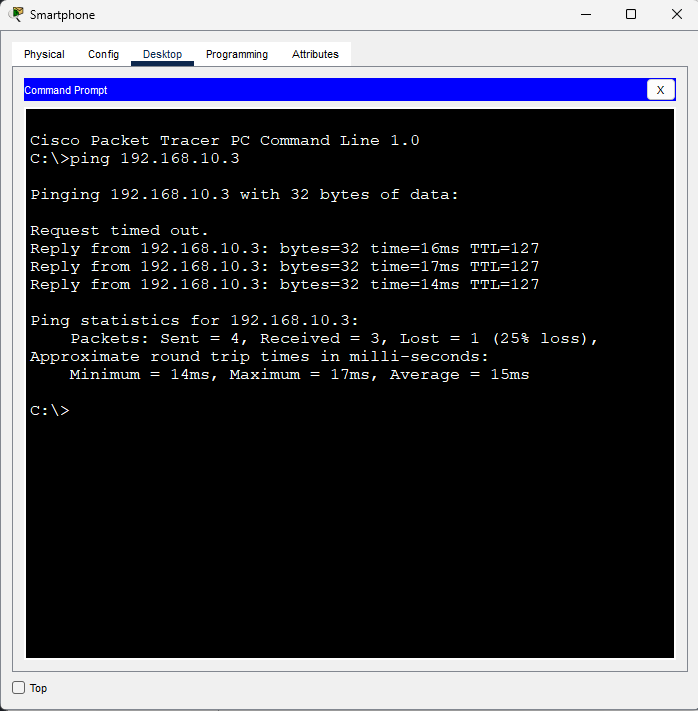 Smartphone
Physical Config Desktop Programming Attributes
Command Prompt X
Cisco Packet Tracer PC Command Line 1.0
C:\>ping 192.168.10.3
Pinging 192.168.10.3 with 32 bytes of data:
Request timed out.
Reply from 192.168.10.3: bytes=32 time=16ms TTL=127
Reply from 192.168.10.3: bytes=32 time=17ms TTL=127
Reply from 192.168.10.3: bytes=32 time=14ms TTL=127
Ping statistics for 192.168.10.3:
Packets: Sent = 4, Received = 3, Lost = 1 (25% loss),
Approximate round trip times in milli-seconds:
Minimum = 14ms, Maximum = 17ms, Average = 15ms
C:\>
Top